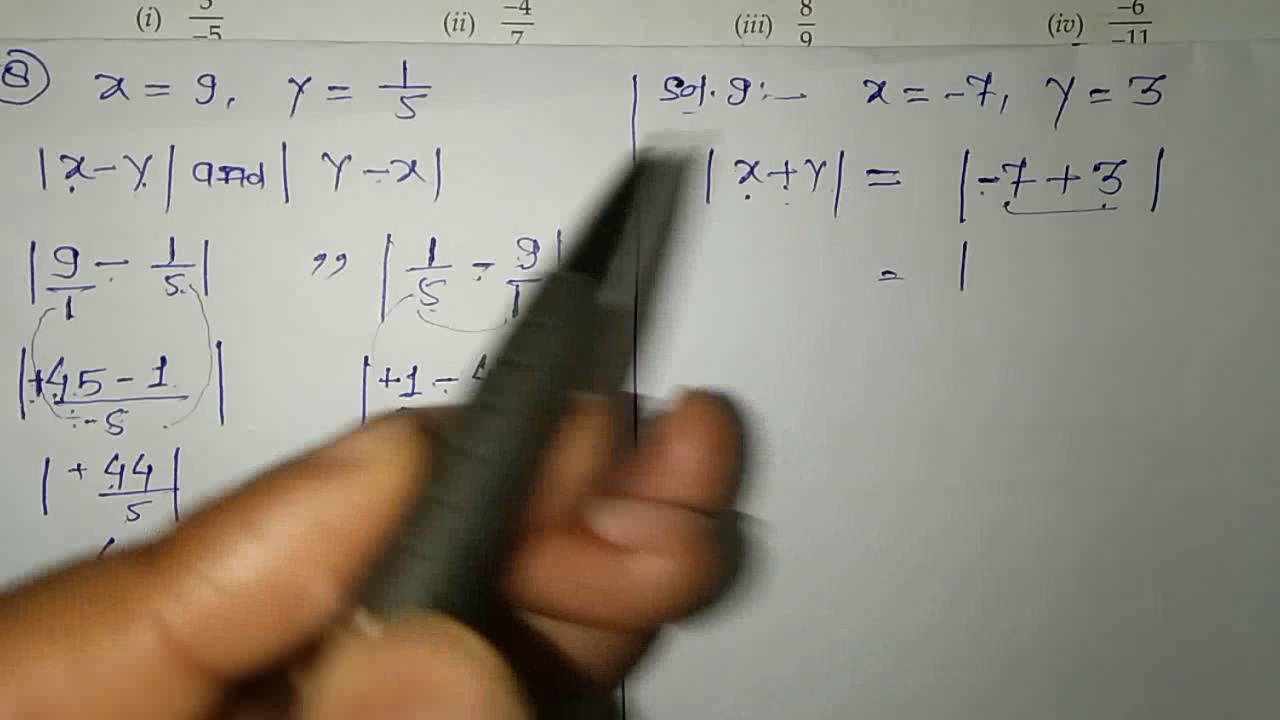 (i) 3/-5 (ii) -4/7 (iii) 8/9 (iv) -6/-11
8 x = 9, y = 1/5
|x - y| and | y - x|
|9/1 - 1/5| ,, |1/5 - 9/1|
|+45 - 1/5| |+1 -
|+ 44/5|
Sol. 9:- x = -7, y = 3
|x + y| = |-7 + 3|
= |